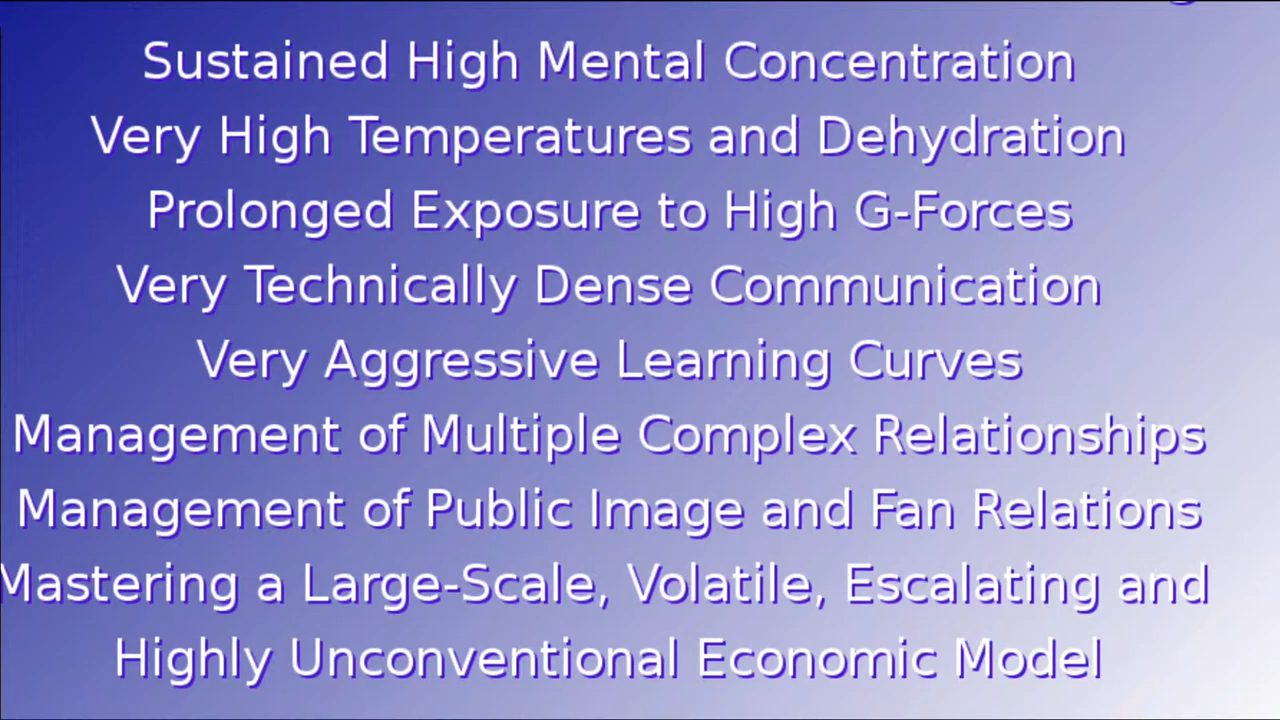 Sustained High Mental Concentration
Very High Temperatures and Dehydration
Prolonged Exposure to High G-Forces
Very Technically Dense Communication
Very Aggressive Learning Curves
Management of Multiple Complex Relationships
Management of Public Image and Fan Relations
Mastering a Large-Scale, Volatile, Escalating and
Highly Unconventional Economic Model